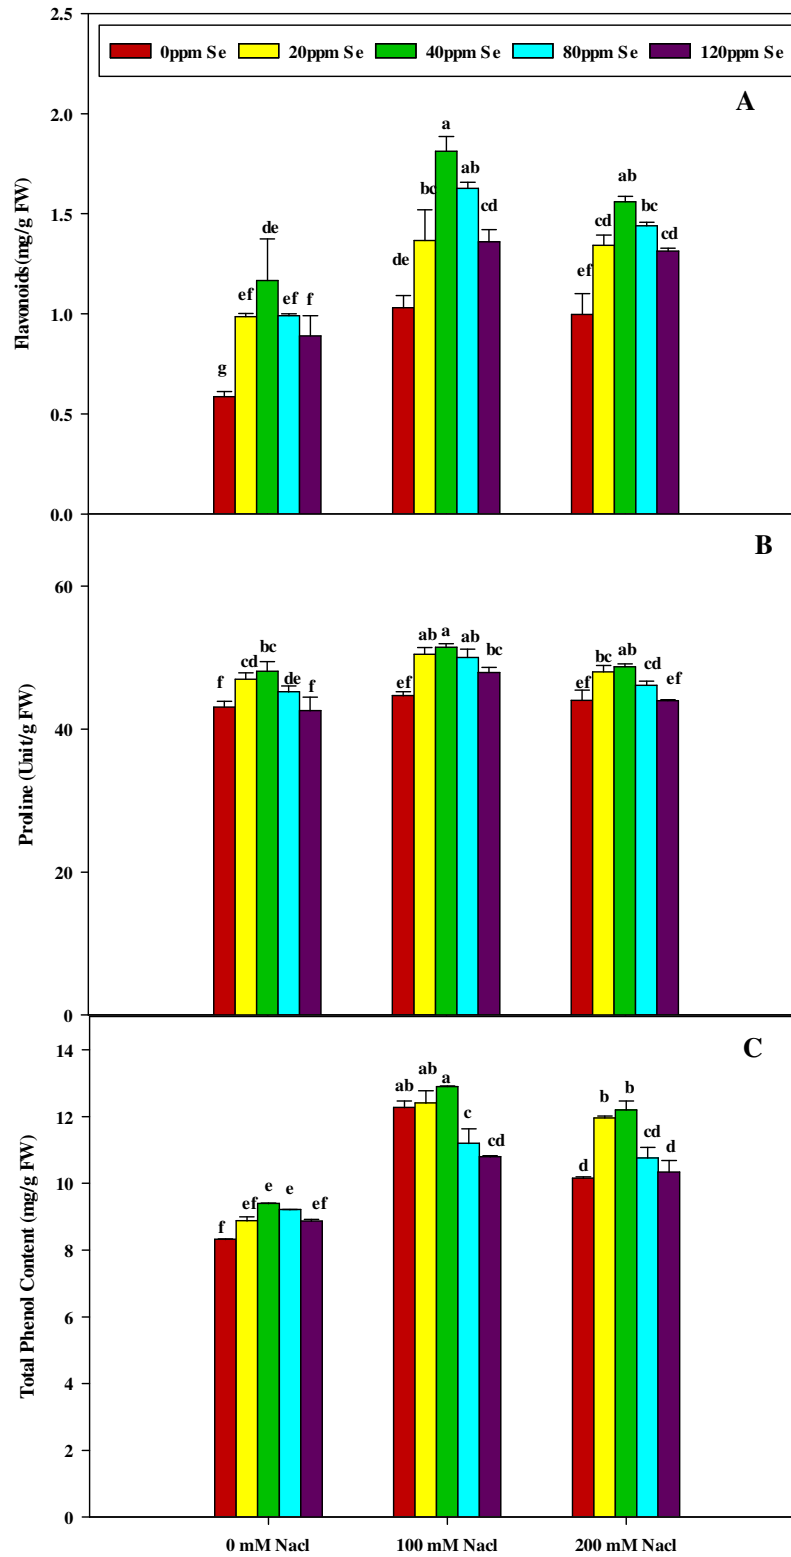 2.5
0ppm Se 20ppm Se 40ppm Se 80ppm Se 120ppm Se
A
2.0
a
ab
ab
bc
cd
cd
bc
cd
1.5
de
de
ef
Flavonoids(mg/g FW)
ef
ef
f
1.0
g
0.5
0.0
B
60
ab
a
ab
bc
bc
cd
bc
ab
cd
f
de
f
ef
ef
ef
40
Proline (Unit/g FW)
20
0
14
C
ab
ab
a
b
b
12
c
cd
cd
d
d
10
e
e
ef
ef
f
8
Total Phenol Content (mg/g FW)
6
4
2
0
0 mM Nacl 100 mM Nacl 200 mM Nacl